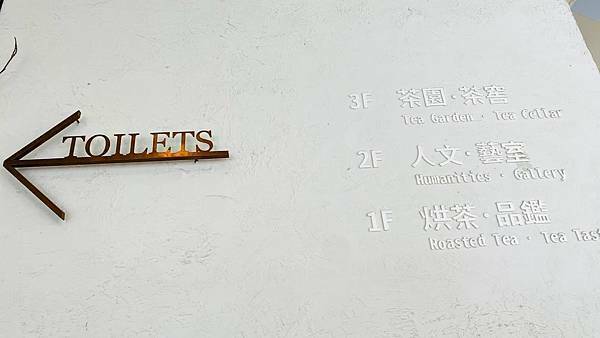 TOILETS
3F 茶園·茶窖
Tea Garden · Tea Cellar
2F 人文·藝室
Humanities · Gallery
1F 烘茶·品鑑
Roasted Tea · Tea Tast